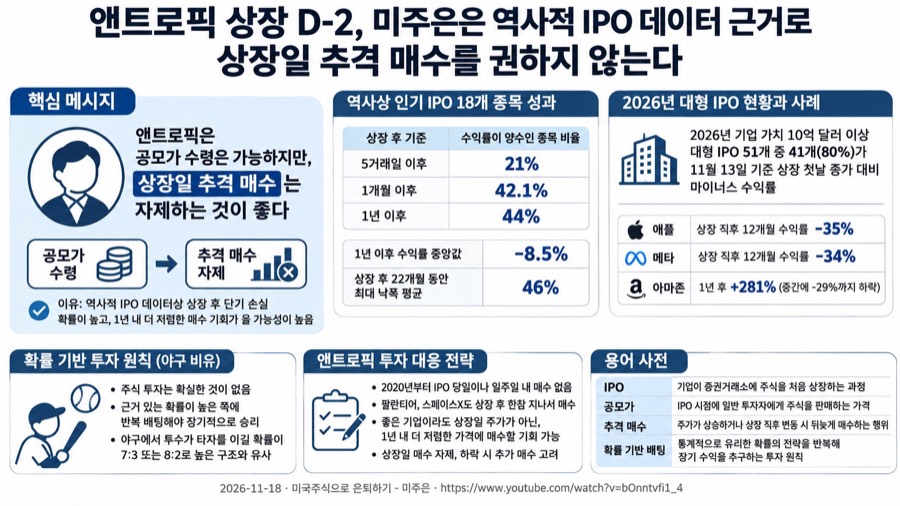 앤트로픽 상장 D-2, 미주은은 역사적 IPO 데이터 근거로
상장일 추격 매수를 권하지 않는다
핵심 메시지
앤트로픽은
공모가 수령은 가능하지만,
상장일 추격 매수 는
자제하는 것이 좋다
공모가
수령
추격 매수
자제
이유: 역사적 IPO 데이터상 상장 후 단기 손실
확률이 높고, 1년 내 더 저렴한 매수 기회가 올 가능성이 높음
역사상 인기 IPO 18개 종목 성과
상장 후 기준 수익률이 양수인 종목 비율
5거래일 이후 21%
1개월 이후 42.1%
1년 이후 44%
1년 이후 수익률 중앙값 -8.5%
상장 후 22개월 동안
최대 낙폭 평균 46%
2026년 대형 IPO 현황과 사례
2026년 기업 가치 10억 달러 이상
대형 IPO 51개 중 41개(80%)가
11월 13일 기준 상장 첫날 종가 대비
마이너스 수익률
애플 상장 직후 12개월 수익률 -35%
메타 상장 직후 12개월 수익률 -34%
아마존 1년 후 +281% (중간에 -29%까지 하락)
확률 기반 투자 원칙 (야구 비유)
• 주식 투자는 확실한 것이 없음
• 근거 있는 확률이 높은 쪽에
반복 배팅해야 장기적으로 승리
• 야구에서 투수가 타자를 이길 확률이
7:3 또는 8:2로 높은 구조와 유사
앤트로픽 투자 대응 전략
• 2020년부터 IPO 당일이나 일주일 내 매수 없음
• 팔란티어, 스페이스X도 상장 후 한참 지나서 매수
• 좋은 기업이라도 상장일 주가가 아닌,
1년 내 더 저렴한 가격에 매수할 기회 가능
• 상장일 매수 자제, 하락 시 추가 매수 고려
용어 사전
IPO 기업이 증권거래소에 주식을 처음 상장하는 과정
공모가 IPO 시점에 일반 투자자에게 주식을 판매하는 가격
추격 매수 주가가 상승하거나 상장 직후 변동 시 뒤늦게 매수하는 행위
확률 기반 배팅 통계적으로 유리한 확률의 전략을 반복해
장기 수익을 추구하는 투자 원칙
2026-11-18 · 미국주식으로 은퇴하기 - 미주은 · https://www.youtube.com/watch?v=bOnntvfi1_4